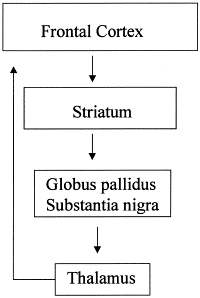 Frontal Cortex
Striatum
Globus pallidus
Substantia nigra
Thalamus